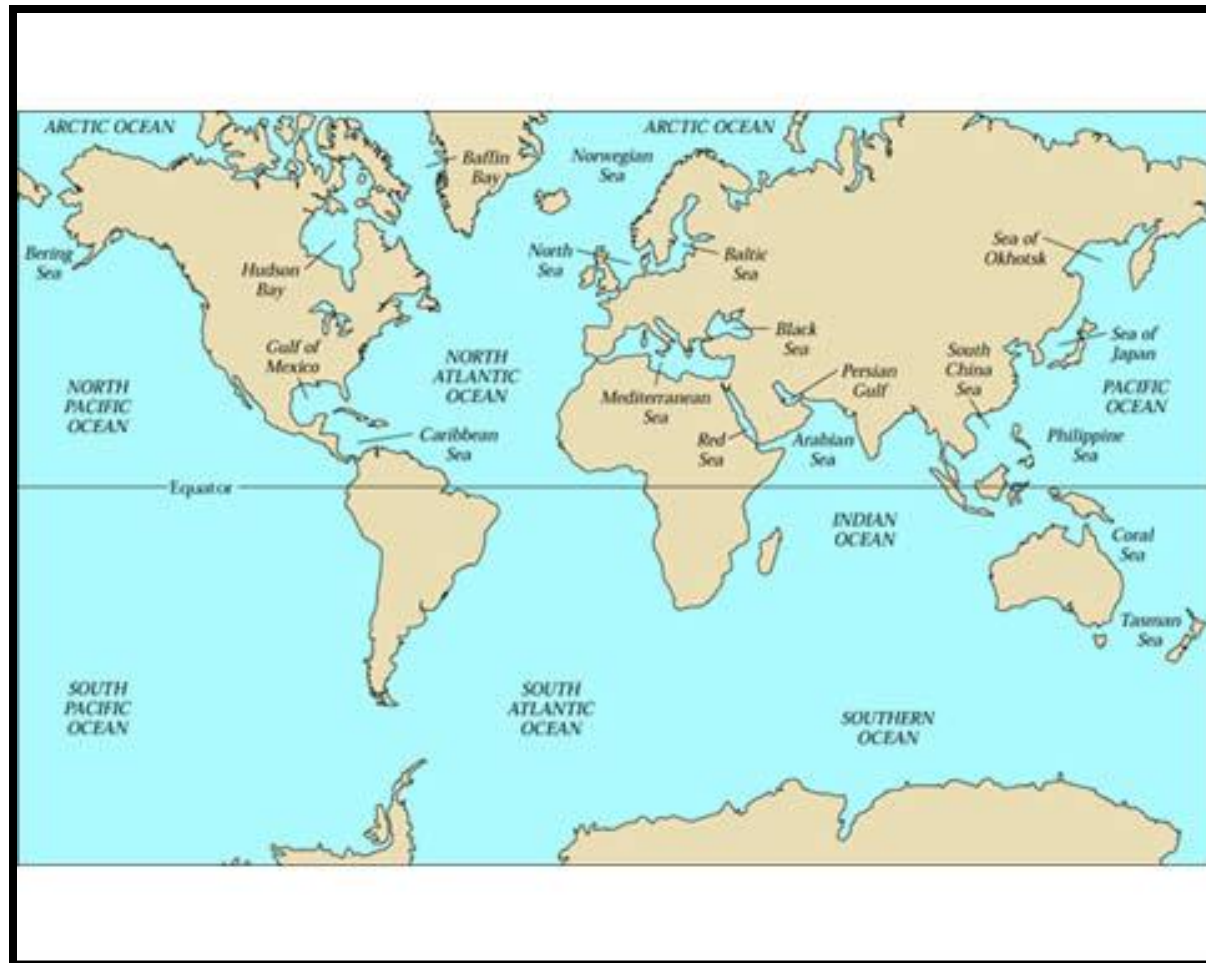 ARCTIC OCEAN
ARCTIC OCEAN
Baffin
Bay
Norwegian
Sea
Bering
Sea
Hudson
Bay
North
Sea
Baltic
Sea
Sea of
Okhotsk
Gulf of
Mexico
NORTH
ATLANTIC
OCEAN
Black
Sea
Sea of
Japan
South
China
Sea
Persian
Gulf
NORTH
PACIFIC
OCEAN
PACIFIC
OCEAN
Mediterranean
Sea
Caribbean
Sea
Red
Sea
Arabian
Sea
Philippine
Sea
Equator
INDIAN
OCEAN
Coral
Sea
Tasman
Sea
SOUTH
PACIFIC
OCEAN
SOUTH
ATLANTIC
OCEAN
SOUTHERN
OCEAN